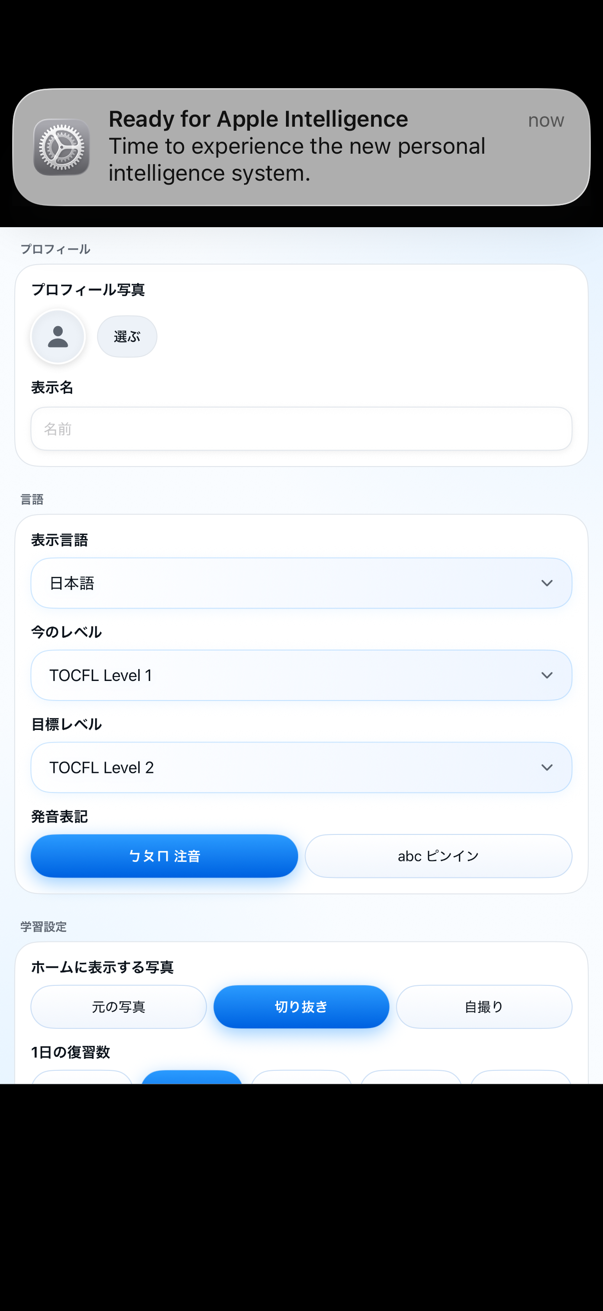 Ready for Apple Intelligence
now
Time to experience the new personal
intelligence system.
プロフィール
プロフィール写真
選ぶ
表示名
名前
言語
表示言語
日本語
今のレベル
TOCFL Level 1
目標レベル
TOCFL Level 2
発音表記
ㄅㄆㄇ 注音
abc ピンイン
学習設定
ホームに表示する写真
元の写真
切り抜き
自撮り
1日の復習数